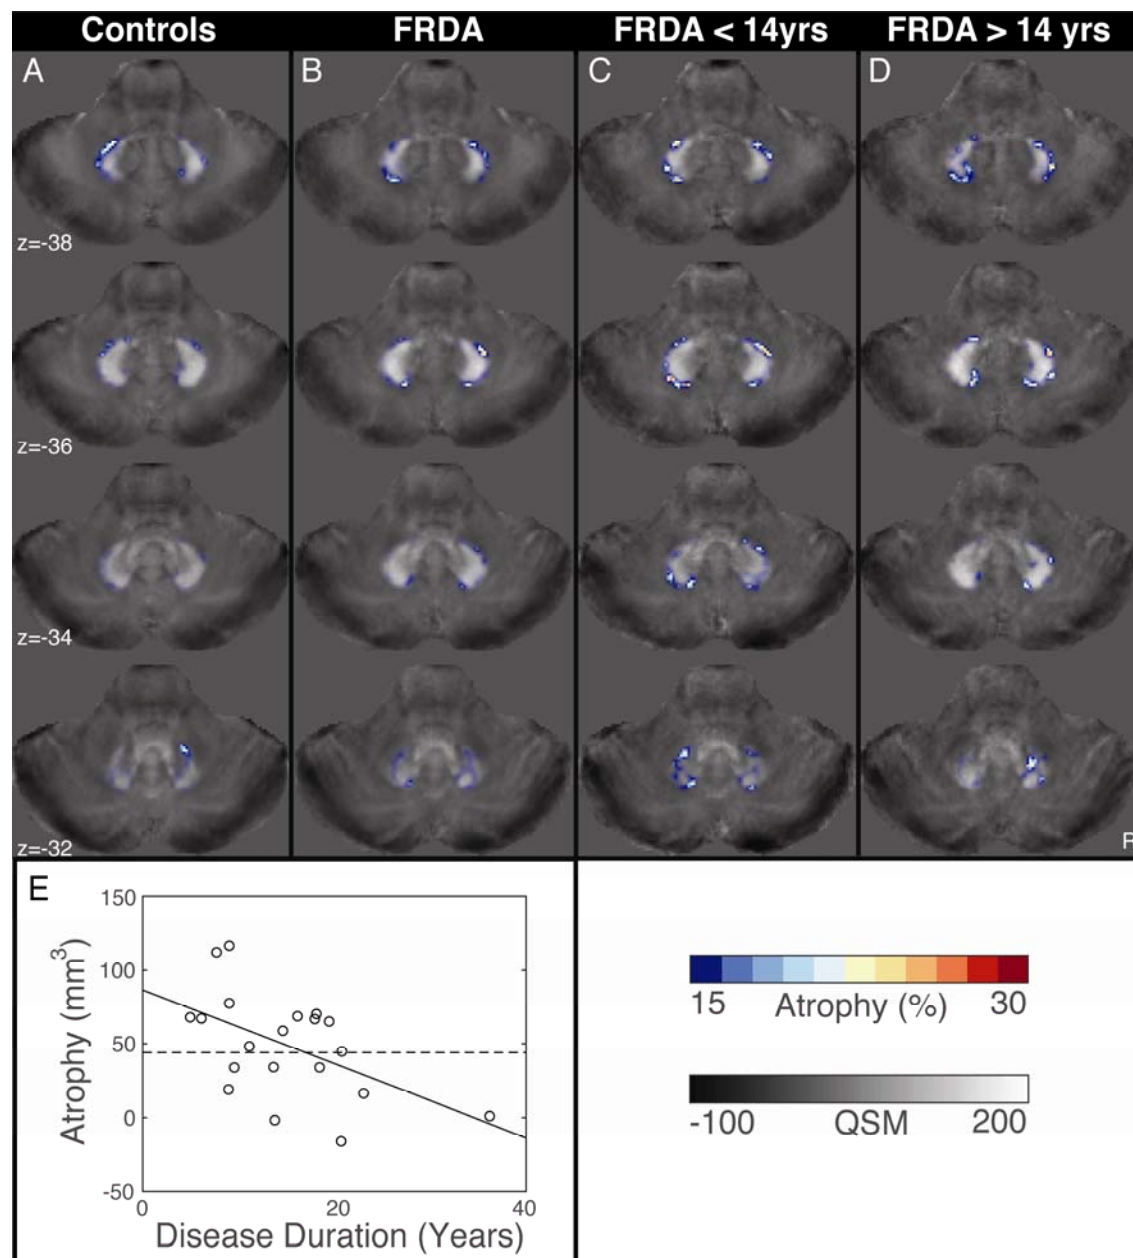 Controls FRDA FRDA < 14yrs FRDA > 14 yrs
A B C D
z=-38
z=-36
z=-34
z=-32
R
E
150
100
50
0
-50
Atrophy (mm³)
0 20 40
Disease Duration (Years)
15 Atrophy (%) 30
-100 QSM 200